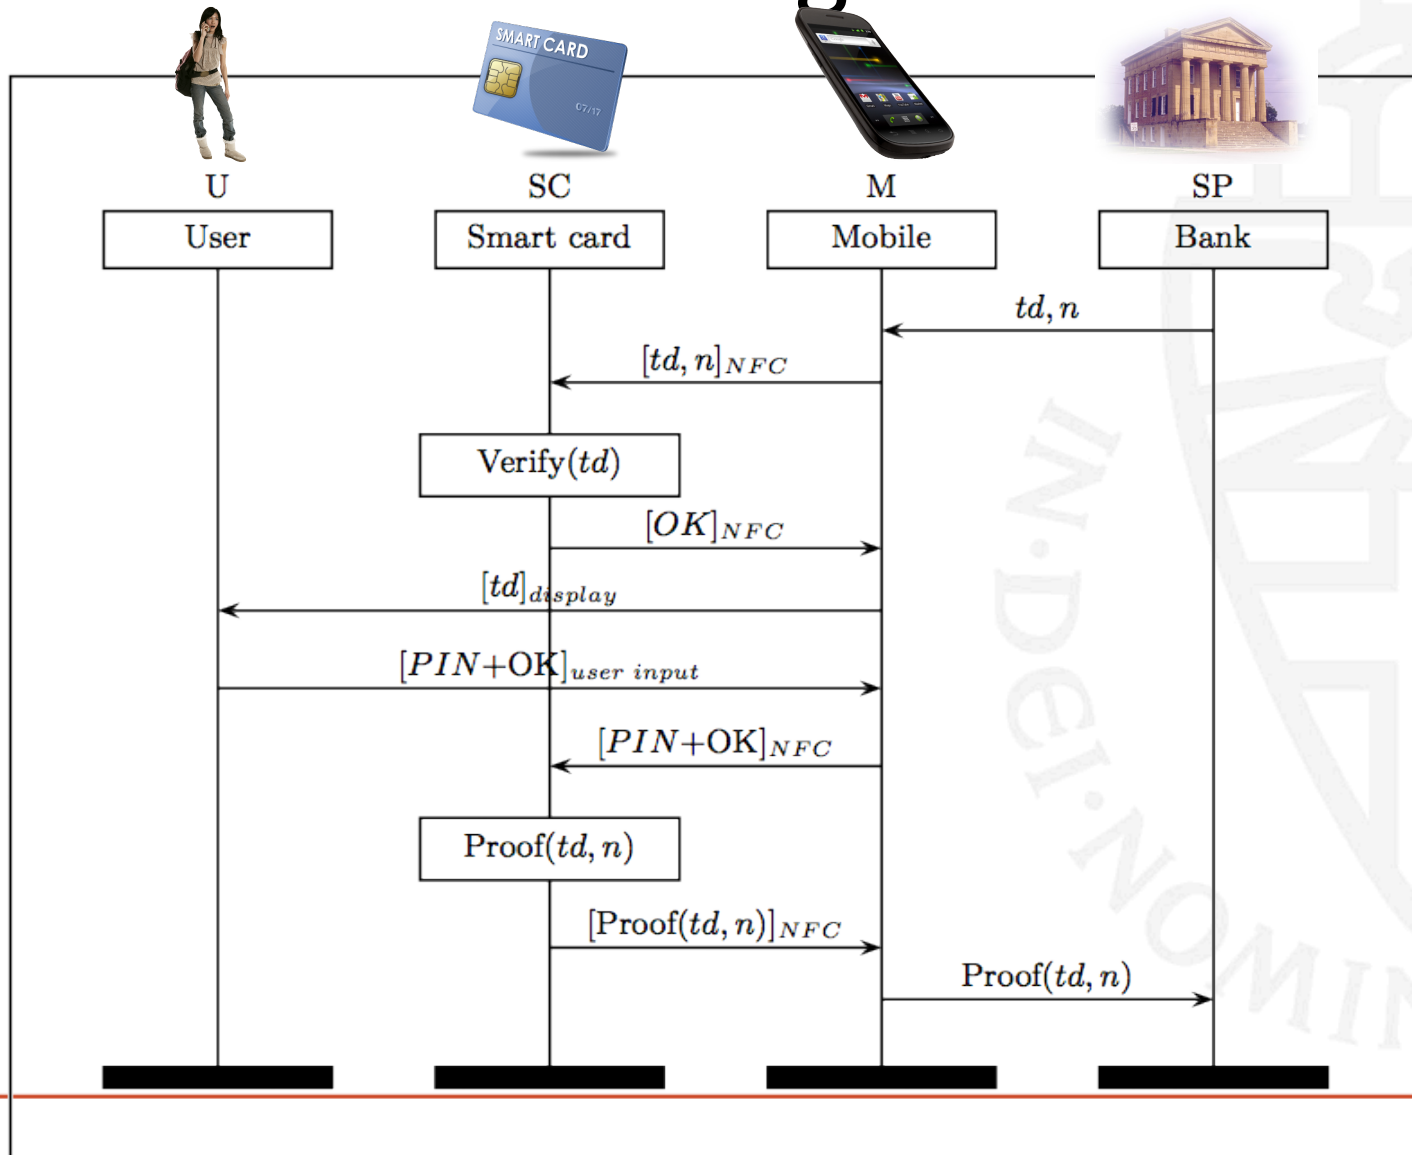 SMART CARD
07/17
U SC M SP
User Smart card Mobile Bank
td, n
[td, n]NFC
Verify(td)
[OK]NFC
[td]display
[PIN+OK]user input
[PIN+OK]NFC
Proof(td, n)
[Proof(td, n)]NFC
Proof(td, n)
IN·DEI·NOMI